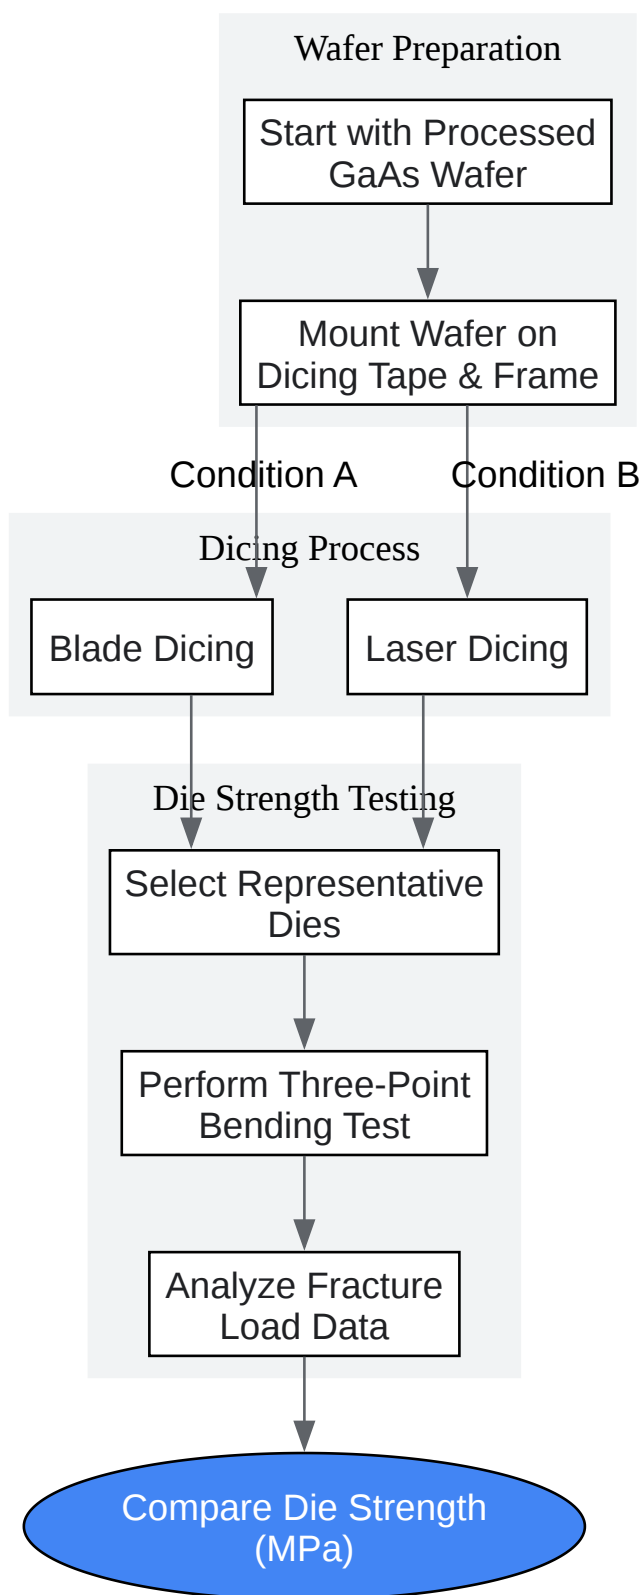 Wafer Preparation
Start with Processed
GaAs Wafer
Mount Wafer on
Dicing Tape & Frame
Condition A
Condition B
Dicing Process
Blade Dicing
Laser Dicing
Die Strength Testing
Select Representative
Dies
Perform Three-Point
Bending Test
Analyze Fracture
Load Data
Compare Die Strength
(MPa)